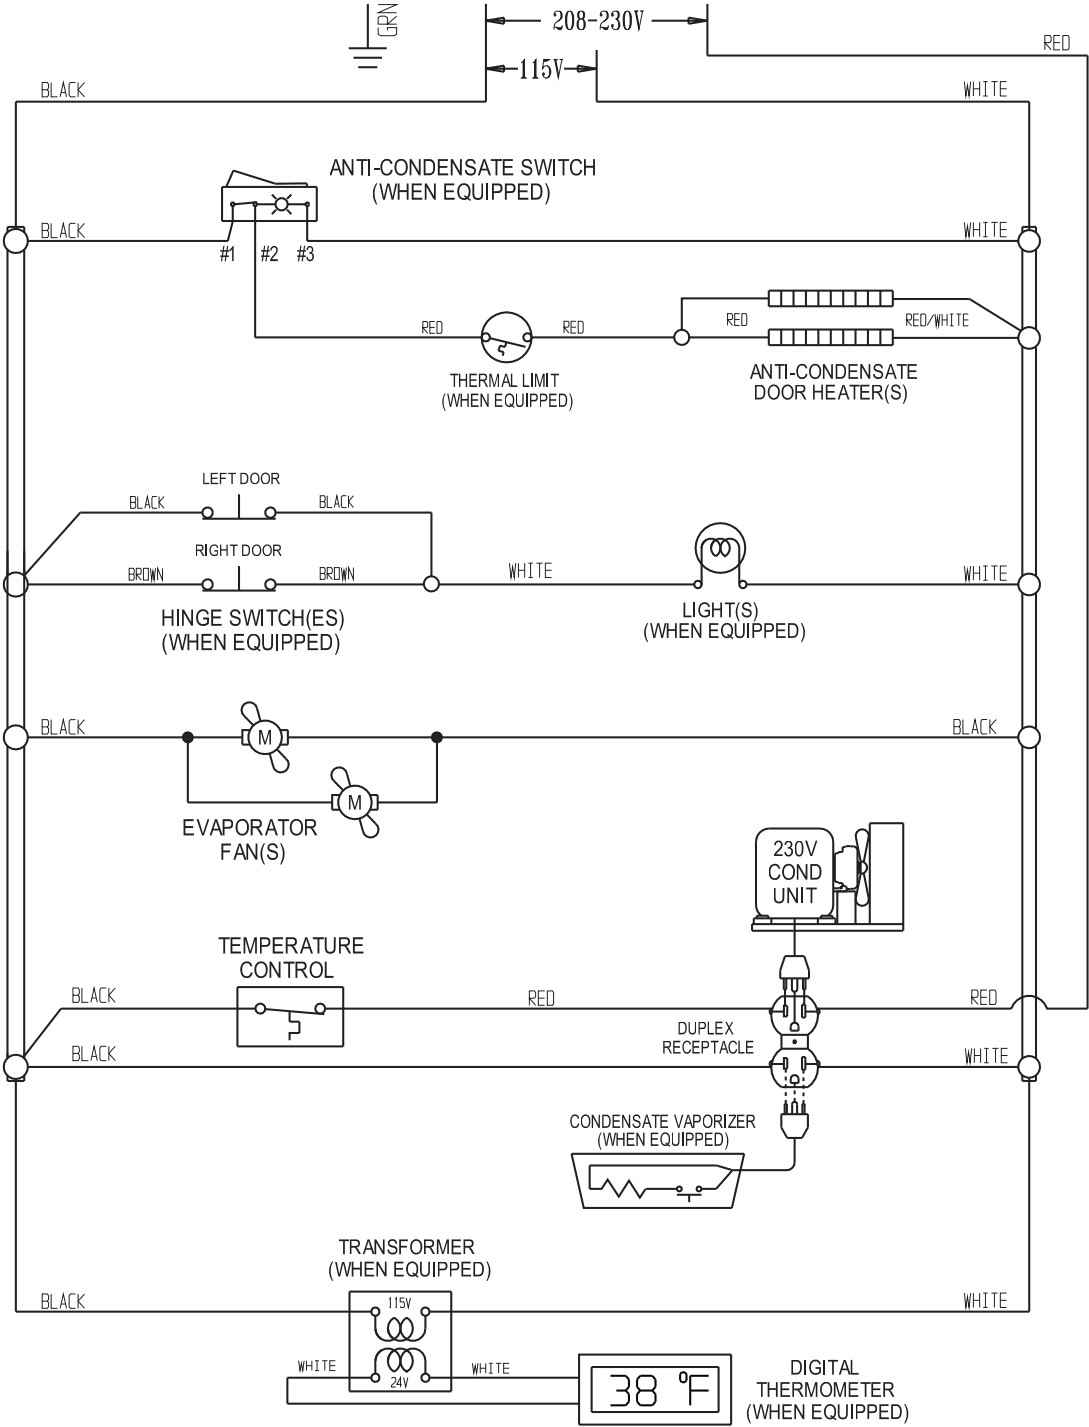 GRN
208-230V
RED
115V
BLACK
WHITE
ANTI-CONDENSATE SWITCH
(WHEN EQUIPPED)
BLACK
WHITE
#1
#2
#3
RED
RED
RED
RED/WHITE
THERMAL LIMIT
(WHEN EQUIPPED)
ANTI-CONDENSATE
DOOR HEATER(S)
LEFT DOOR
BLACK
BLACK
RIGHT DOOR
BROWN
BROWN
WHITE
WHITE
HINGE SWITCH(ES)
(WHEN EQUIPPED)
LIGHT(S)
(WHEN EQUIPPED)
BLACK
M
BLACK
M
EVAPORATOR
FAN(S)
230V
COND
UNIT
TEMPERATURE
CONTROL
BLACK
RED
RED
DUPLEX
RECEPTACLE
BLACK
WHITE
CONDENSATE VAPORIZER
(WHEN EQUIPPED)
TRANSFORMER
(WHEN EQUIPPED)
BLACK
115V
WHITE
WHITE
24V
WHITE
38 °F
DIGITAL
THERMOMETER
(WHEN EQUIPPED)